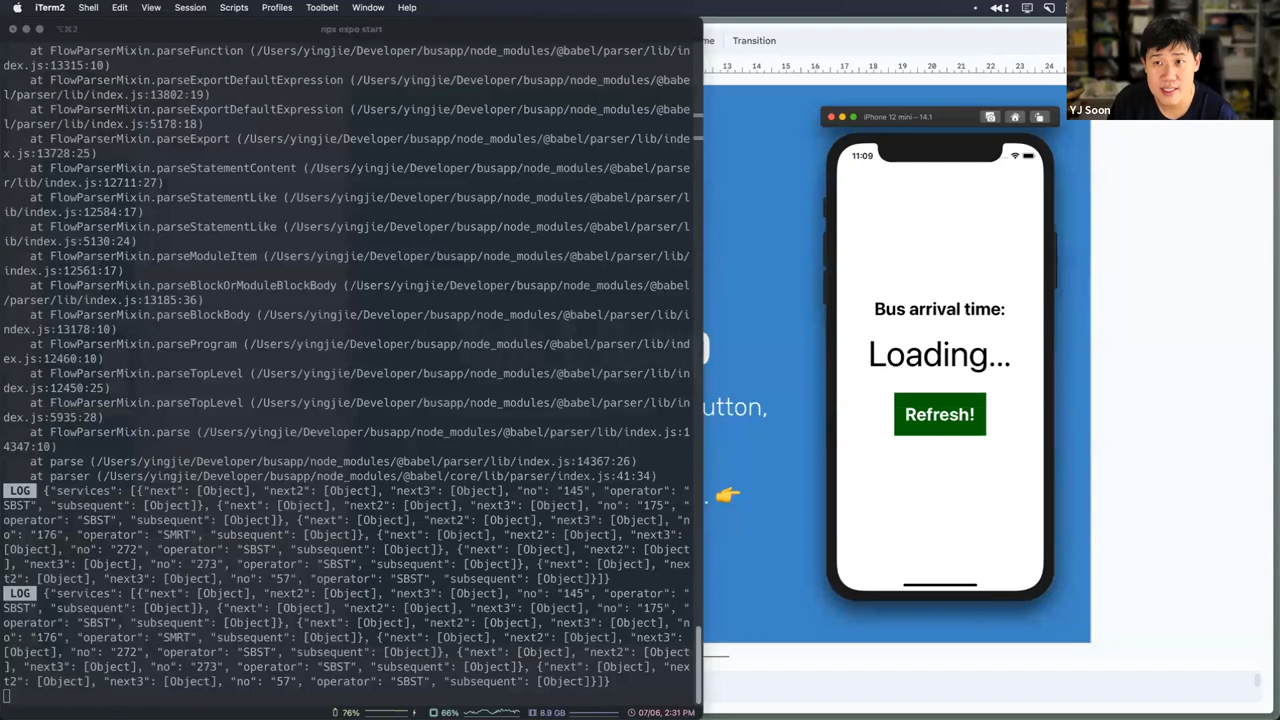 iTerm2 Shell Edit View Session Scripts Profiles Toolbelt Window Help
⌥⌘2 npx expo start
at FlowParserMixin.parseFunction (/Users/yingjie/Developer/busapp/node_modules/@babel/parser/lib/in
dex.js:13315:10)
at FlowParserMixin.parseExportDefaultExpression (/Users/yingjie/Developer/busapp/node_modules/@babe
l/parser/lib/index.js:13802:19)
at FlowParserMixin.parseExportDefaultExpression (/Users/yingjie/Developer/busapp/node_modules/@babe
l/parser/lib/index.js:3578:18)
at FlowParserMixin.parseExport (/Users/yingjie/Developer/busapp/node_modules/@babel/parser/lib/inde
x.js:13728:25)
at FlowParserMixin.parseStatementContent (/Users/yingjie/Developer/busapp/node_modules/@babel/parse
r/lib/index.js:12711:27)
at FlowParserMixin.parseStatementLike (/Users/yingjie/Developer/busapp/node_modules/@babel/parser/l
ib/index.js:12584:17)
at FlowParserMixin.parseStatementLike (/Users/yingjie/Developer/busapp/node_modules/@babel/parser/l
ib/index.js:5130:24)
at FlowParserMixin.parseModuleItem (/Users/yingjie/Developer/busapp/node_modules/@babel/parser/lib/
index.js:12561:17)
at FlowParserMixin.parseBlockOrModuleBlockBody (/Users/yingjie/Developer/busapp/node_modules/@babel
/parser/lib/index.js:13185:36)
at FlowParserMixin.parseBlockBody (/Users/yingjie/Developer/busapp/node_modules/@babel/parser/lib/i
ndex.js:13178:10)
at FlowParserMixin.parseProgram (/Users/yingjie/Developer/busapp/node_modules/@babel/parser/lib/ind
ex.js:12460:10)
at FlowParserMixin.parseTopLevel (/Users/yingjie/Developer/busapp/node_modules/@babel/parser/lib/in
dex.js:12450:25)
at FlowParserMixin.parseTopLevel (/Users/yingjie/Developer/busapp/node_modules/@babel/parser/lib/in
dex.js:5935:28)
at FlowParserMixin.parse (/Users/yingjie/Developer/busapp/node_modules/@babel/parser/lib/index.js:1
4347:10)
at parse (/Users/yingjie/Developer/busapp/node_modules/@babel/parser/lib/index.js:14367:26)
at parser (/Users/yingjie/Developer/busapp/node_modules/@babel/parser/index.js:41:34)
LOG {"services": [{"next": [Object], "next2": [Object], "next3": [Object], "no": "145", "operator": "
SBST", "subsequent": [Object]}, {"next": [Object], "next2": [Object], "next3": [Object], "no": "175",
"operator": "SBST", "subsequent": [Object]}, {"next": [Object], "next2": [Object], "next3": [Object], "n
o": "176", "operator": "SMRT", "subsequent": [Object]}, {"next": [Object], "next2": [Object], "next3":
[Object], "no": "272", "operator": "SBST", "subsequent": [Object]}, {"next": [Object], "next2": [Object
], "next3": [Object], "no": "273", "operator": "SBST", "subsequent": [Object]}, {"next": [Object], "nex
t2": [Object], "next3": [Object], "no": "57", "operator": "SBST", "subsequent": [Object]}]}
LOG {"services": [{"next": [Object], "next2": [Object], "next3": [Object], "no": "145", "operator": "
SBST", "subsequent": [Object]}, {"next": [Object], "next2": [Object], "next3": [Object], "no": "175",
"operator": "SBST", "subsequent": [Object]}, {"next": [Object], "next2": [Object], "next3": [Object], "n
o": "176", "operator": "SMRT", "subsequent": [Object]}, {"next": [Object], "next2": [Object], "next3":
[Object], "no": "272", "operator": "SBST", "subsequent": [Object]}, {"next": [Object], "next2": [Object
], "next3": [Object], "no": "273", "operator": "SBST", "subsequent": [Object]}, {"next": [Object], "nex
t2": [Object], "next3": [Object], "no": "57", "operator": "SBST", "subsequent": [Object]}]}
76% 66% 8.9 GB 07/06, 2:31 PM
me Transition
13 14 15 16 17 18 19 20 21 22 23 24
utton,
. 👉
iPhone 12 mini – 14.1
11:09
Bus arrival time:
Loading...
Refresh!
YJ Soon